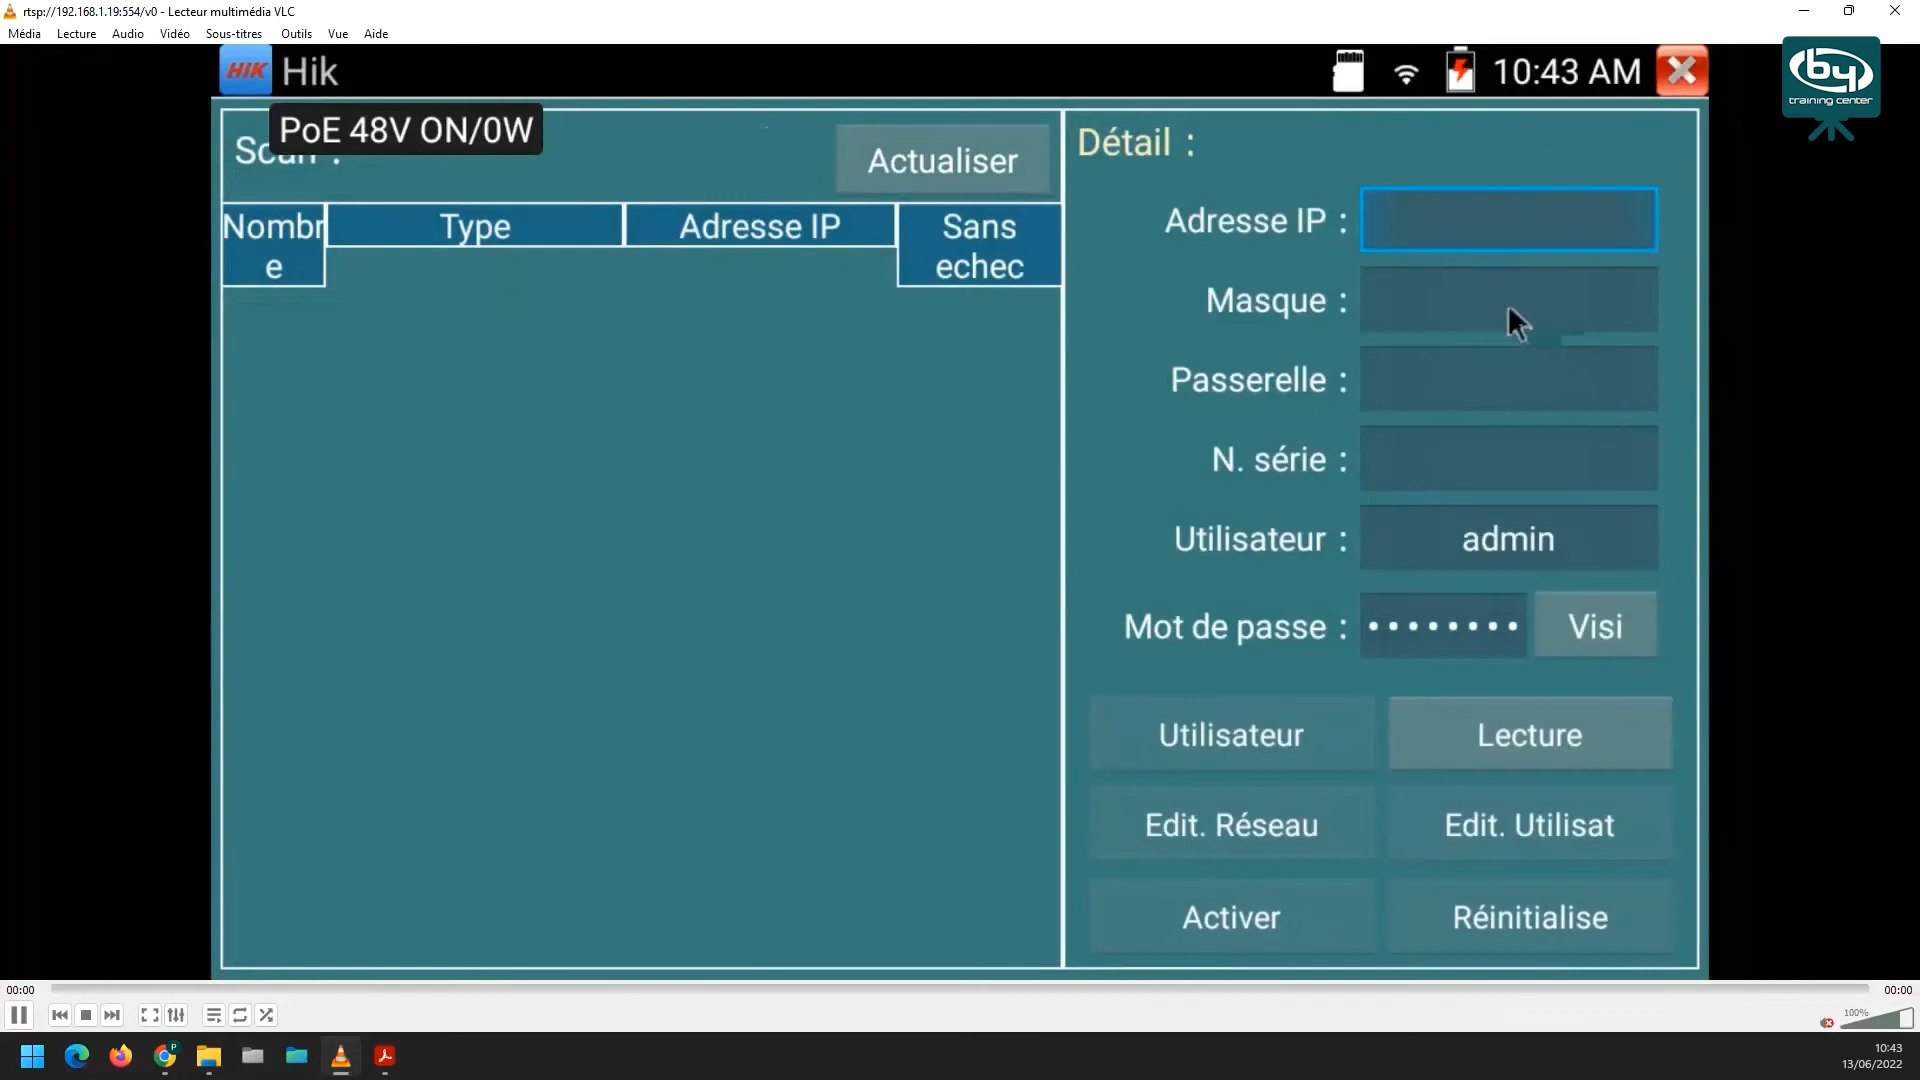 rtsp://192.168.1.19:554/v0 - Lecteur multimédia VLC
Média Lecture Audio Vidéo Sous-titres Outils Vue Aide
HIK Hik 10:43 AM
by
training center
PoE 48V ON/0W
Scan :
Actualiser
Nombre Type Adresse IP Sans echec
Détail :
Adresse IP :
Masque :
Passerelle :
N. série :
Utilisateur : admin
Mot de passe : •••••••• Visi
Utilisateur Lecture
Edit. Réseau Edit. Utilisat
Activer Réinitialise
00:00 00:00
100%
10:43
13/06/2022